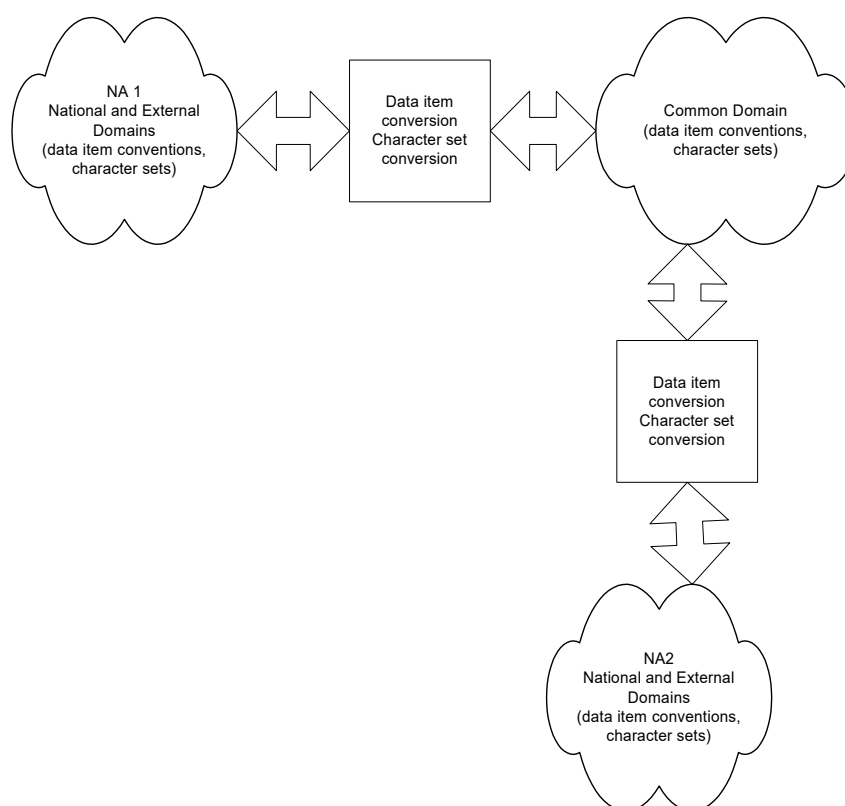 NA 1
National and External
Domains
(data item conventions,
character sets)
Data item
conversion
Character set
conversion
Common Domain
(data item conventions,
character sets)
Data item
conversion
Character set
conversion
NA2
National and External
Domains
(data item conventions,
character sets)